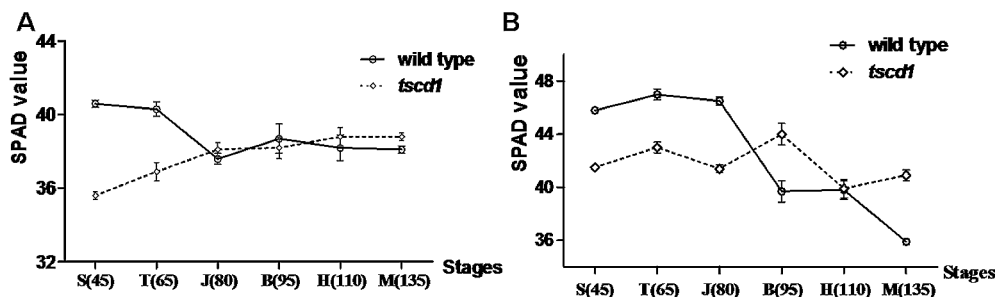 A
SPAD value
44
40
36
32
wild type
tscd1
S(45) T(65) J(80) B(95) H(110) M(135)
Stages
B
SPAD value
48
44
40
36
wild type
tscd1
S(45) T(65) J(80) B(95) H(110) M(135)
Stages